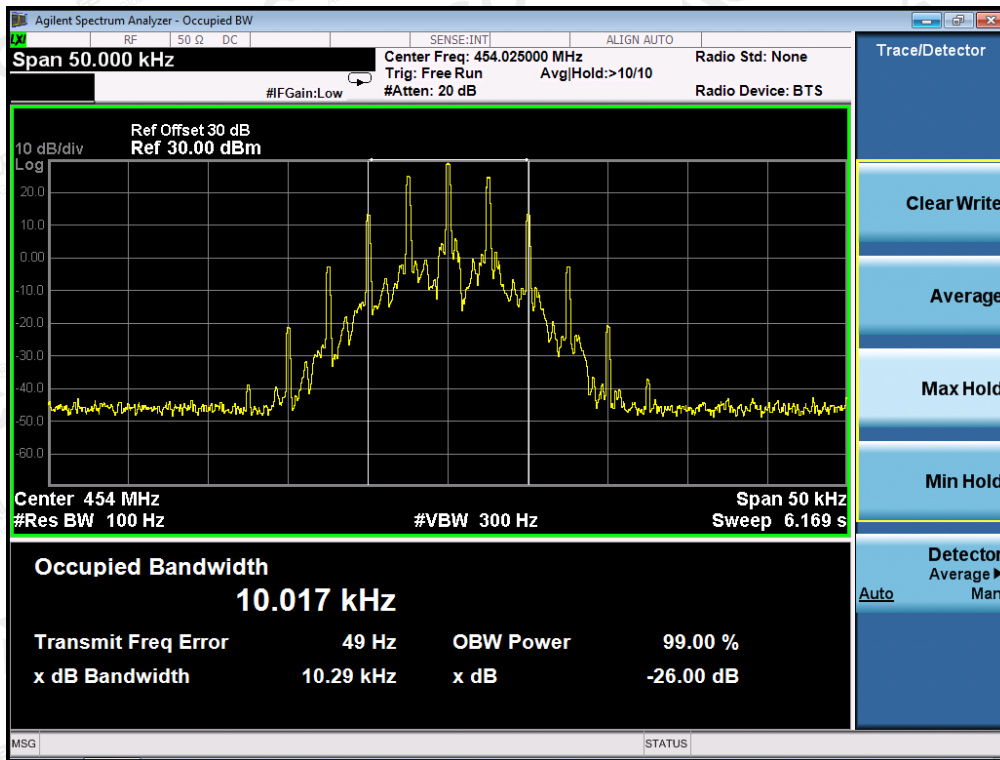 Agilent Spectrum Analyzer - Occupied BW
LXI RF 50 Ω DC SENSE:INT ALIGN AUTO
Span 50.000 kHz
Center Freq: 454.025000 MHz Radio Std: None
Trig: Free Run Avg|Hold:>10/10
#IFGain:Low #Atten: 20 dB Radio Device: BTS
Ref Offset 30 dB
10 dB/div Ref 30.00 dBm
Log
20.0
10.0
0.00
-10.0
-20.0
-30.0
-40.0
-50.0
-60.0
Center 454 MHz Span 50 kHz
#Res BW 100 Hz #VBW 300 Hz Sweep 6.169 s
Occupied Bandwidth
10.017 kHz
Transmit Freq Error 49 Hz OBW Power 99.00 %
x dB Bandwidth 10.29 kHz x dB -26.00 dB
MSG STATUS
Trace/Detector
Clear Write
Average
Max Hold
Min Hold
Detector
Average
Auto Man